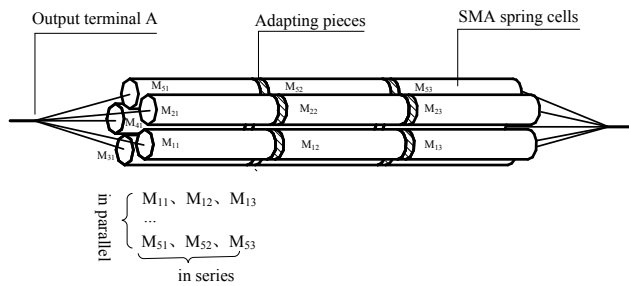 Output terminal A
Adapting pieces
SMA spring cells
M₅₁
M₅₂
M₅₃
M₂₁
M₂₂
M₂₃
M₄₁
M₁₁
M₁₂
M₁₃
M₃₁
in parallel
M₁₁、M₁₂、M₁₃
...
M₅₁、M₅₂、M₅₃
in series